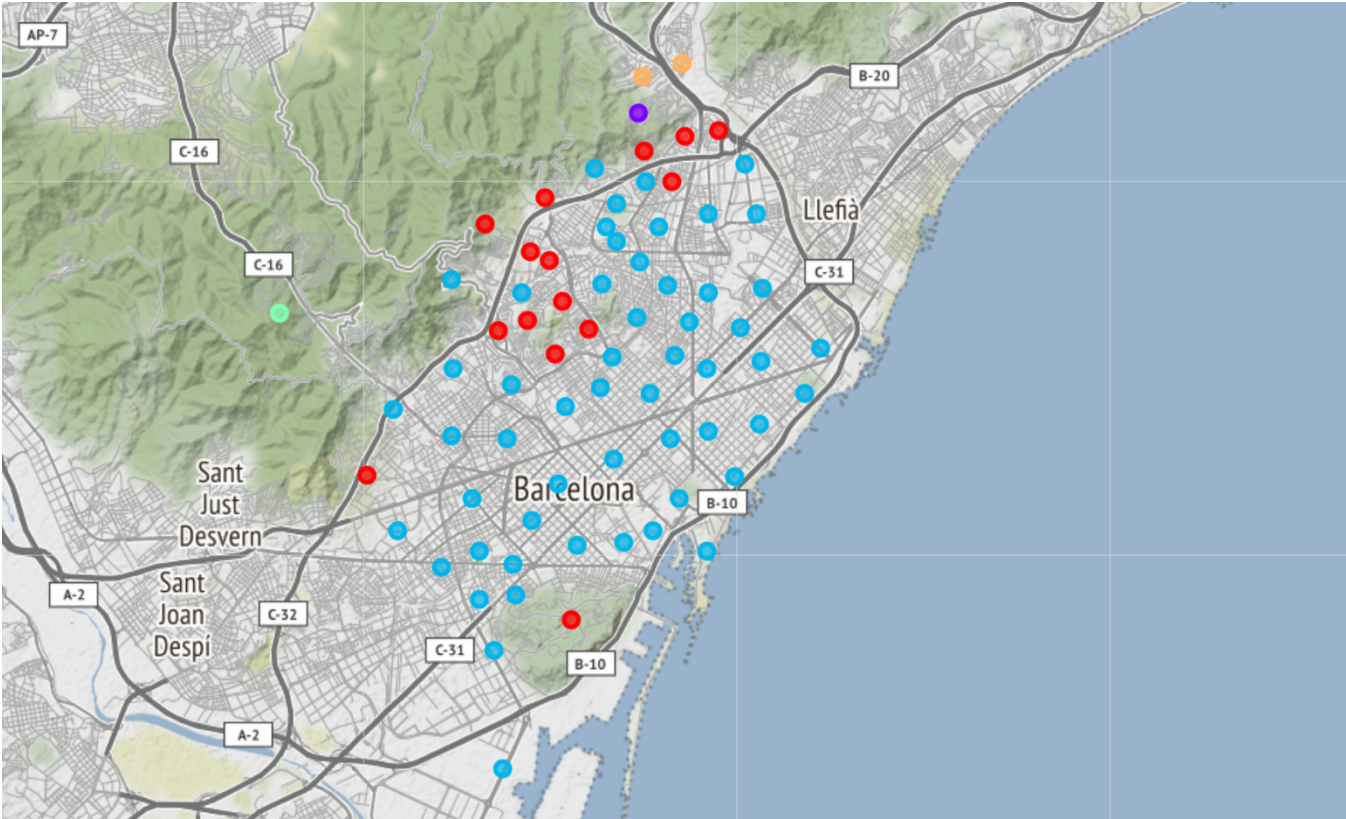 AP-7
B-20
C-16
Llefià
C-16
C-31
Sant
Just
Desvern
Barcelona
B-10
A-2
Sant
Joan
Despí
C-32
C-31
B-10
A-2